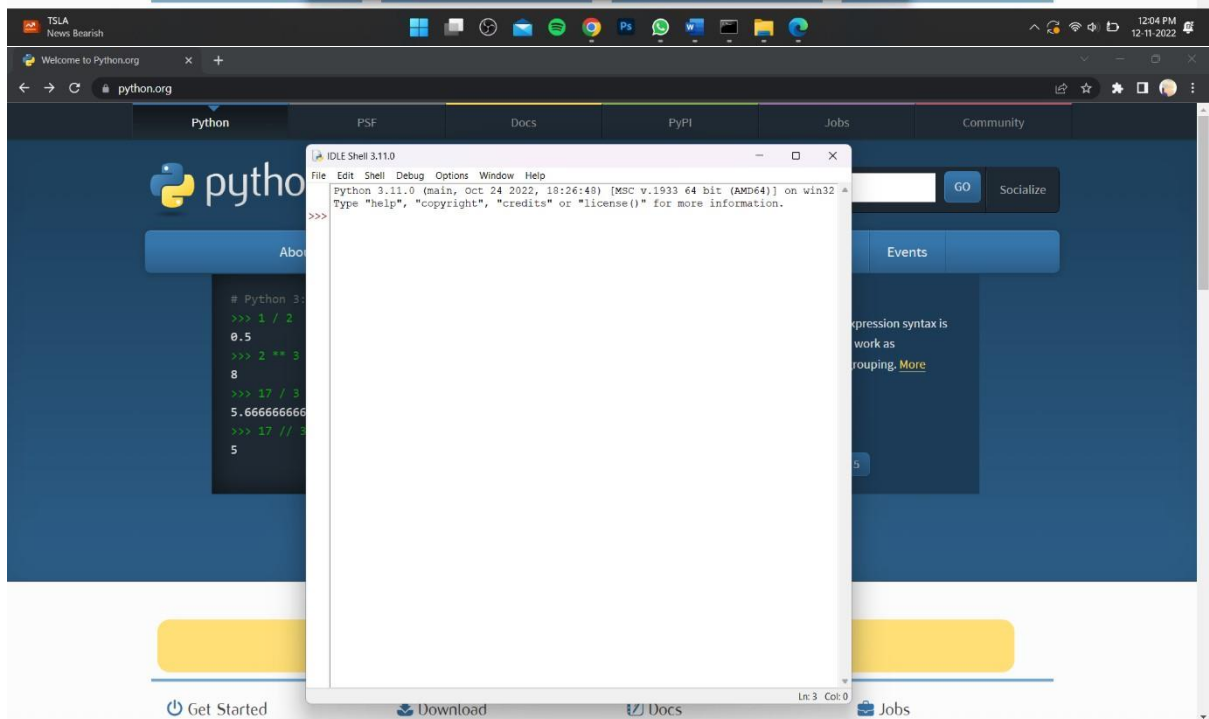 TSLA
News Bearish
12:04 PM
12-11-2022
Welcome to Python.org
python.org
Python PSF Docs PyPI Jobs Community
pytho
GO Socialize
IDLE Shell 3.11.0
File Edit Shell Debug Options Window Help
Python 3.11.0 (main, Oct 24 2022, 18:26:48) [MSC v.1933 64 bit (AMD64)] on win32
Type "help", "copyright", "credits" or "license()" for more information.
>>>
Abo Events
# Python 3:
>>> 1 / 2
0.5
>>> 2 ** 3
8
>>> 17 / 3
5.666666666
>>> 17 // 3
5
xpression syntax is
work as
rouping. More
5
Ln: 3 Col: 0
Get Started Download Docs Jobs